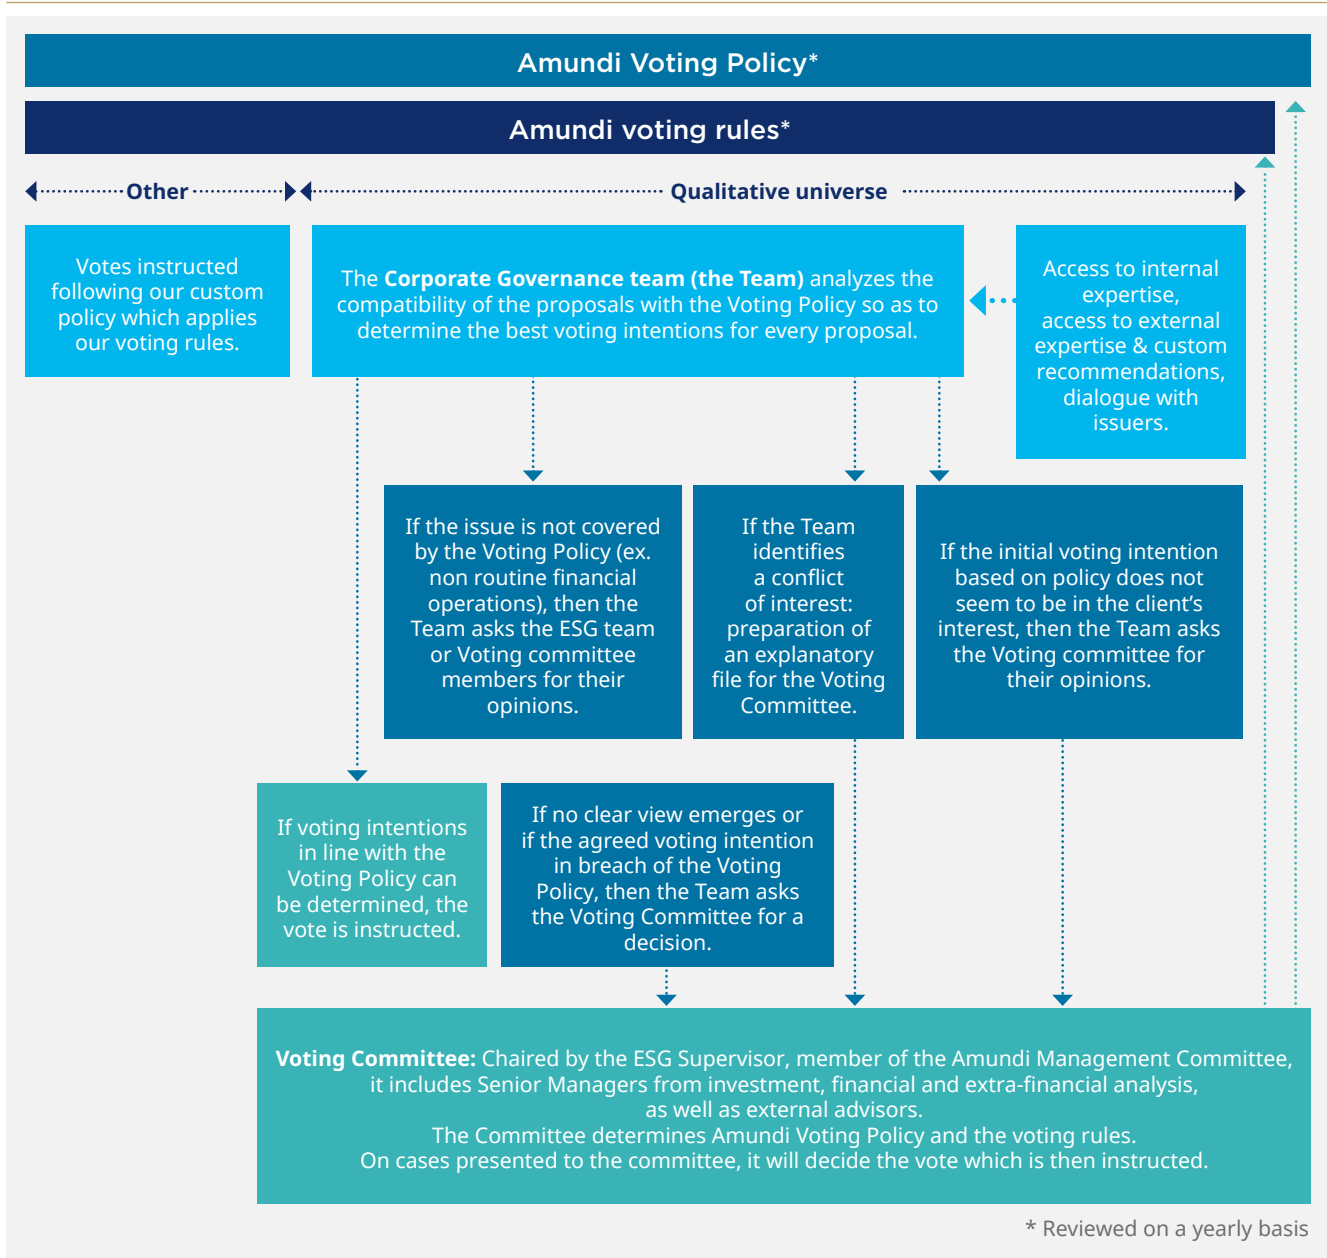 Amundi Voting Policy*
Amundi voting rules*
Other
Qualitative universe
Votes instructed
following our custom
policy which applies
our voting rules.
The Corporate Governance team (the Team) analyzes the
compatibility of the proposals with the Voting Policy so as to
determine the best voting intentions for every proposal.
Access to internal
expertise,
access to external
expertise & custom
recommendations,
dialogue with
issuers.
If the issue is not covered
by the Voting Policy (ex.
non routine financial
operations), then the
Team asks the ESG team
or Voting committee
members for their
opinions.
If the Team
identifies
a conflict
of interest:
preparation of
an explanatory
file for the Voting
Committee.
If the initial voting intention
based on policy does not
seem to be in the client’s
interest, then the Team asks
the Voting committee for
their opinions.
If voting intentions
in line with the
Voting Policy can
be determined, the
vote is instructed.
If no clear view emerges or
if the agreed voting intention
in breach of the Voting
Policy, then the Team asks
the Voting Committee for a
decision.
Voting Committee: Chaired by the ESG Supervisor, member of the Amundi Management Committee,
it includes Senior Managers from investment, financial and extra-financial analysis,
as well as external advisors.
The Committee determines Amundi Voting Policy and the voting rules.
On cases presented to the committee, it will decide the vote which is then instructed.
* Reviewed on a yearly basis